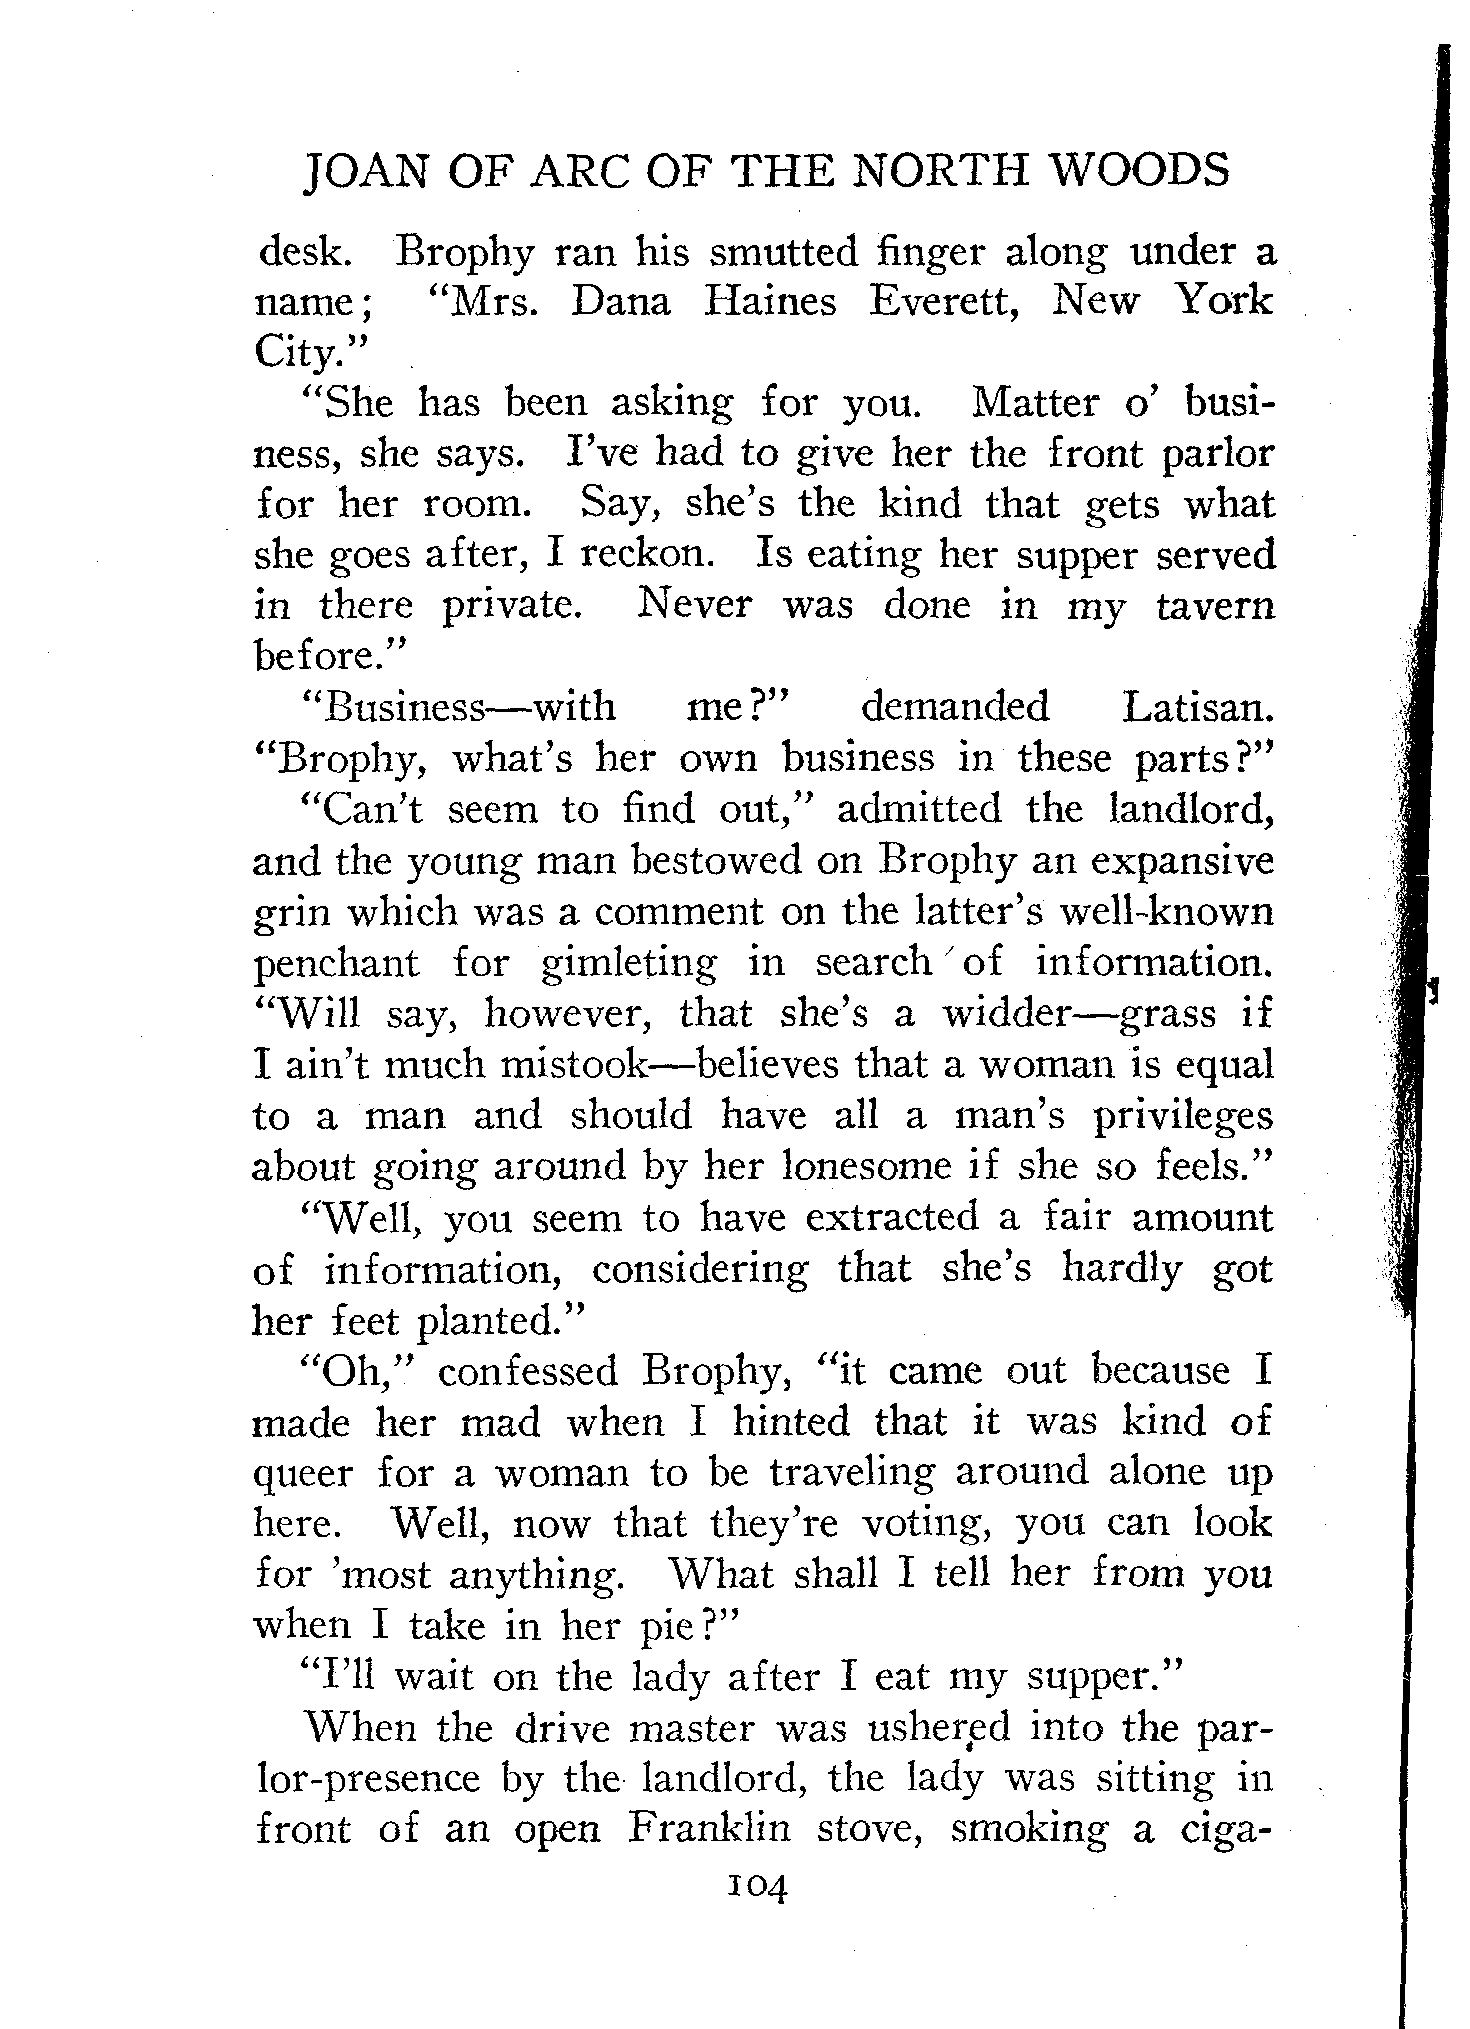 JOAN OF ARC OF THE NORTH WOODS
desk. Brophy ran his smutted finger along under a
name; "Mrs. Dana Haines Everett, New York
City."
"She has been asking for you. Matter o' busi-
ness, she says. I've had to give her the front parlor
for her room. Say, she's the kind that gets what
she goes after, I reckon. Is eating her supper served
in there private. Never was done in my tavern
before."
"Business—with me?" demanded Latisan.
"Brophy, what's her own business in these parts?"
"Can't seem to find out," admitted the landlord,
and the young man bestowed on Brophy an expansive
grin which was a comment on the latter's well-known
penchant for gimleting in search of information.
"Will say, however, that she's a widder—grass if
I ain't much mistook—believes that a woman is equal
to a man and should have all a man's privileges
about going around by her lonesome if she so feels."
"Well, you seem to have extracted a fair amount
of information, considering that she's hardly got
her feet planted."
"Oh," confessed Brophy, "it came out because I
made her mad when I hinted that it was kind of
queer for a woman to be traveling around alone up
here. Well, now that they're voting, you can look
for 'most anything. What shall I tell her from you
when I take in her pie?"
"I'll wait on the lady after I eat my supper."
When the drive master was ushered into the par-
lor-presence by the landlord, the lady was sitting in
front of an open Franklin stove, smoking a ciga-
104